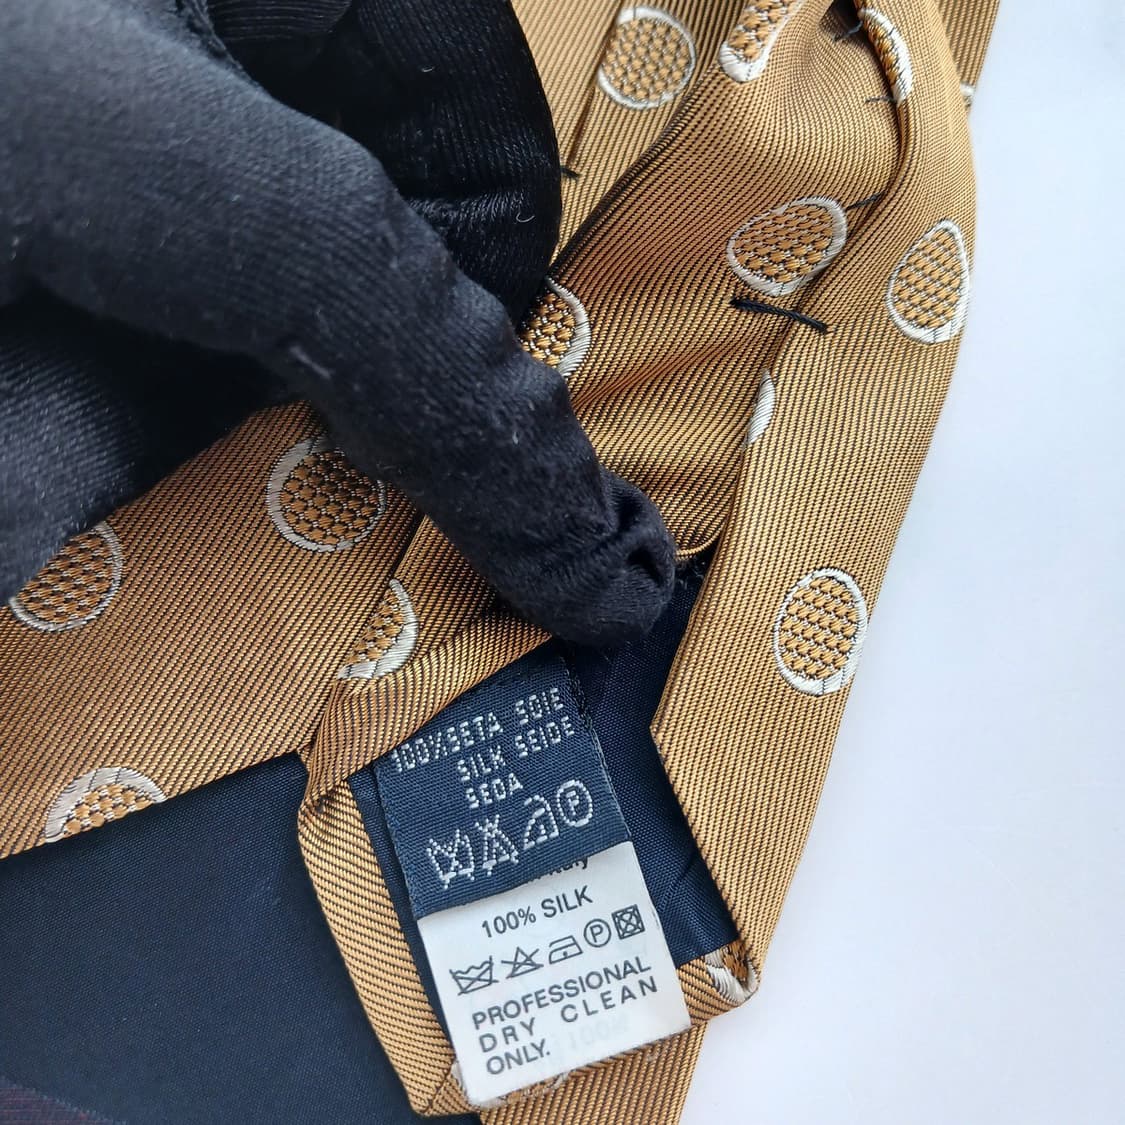 100%SETA SOIE
SILK SEIDE
SEDA
P
100% SILK
P
PROFESSIONAL
DRY CLEAN
ONLY.